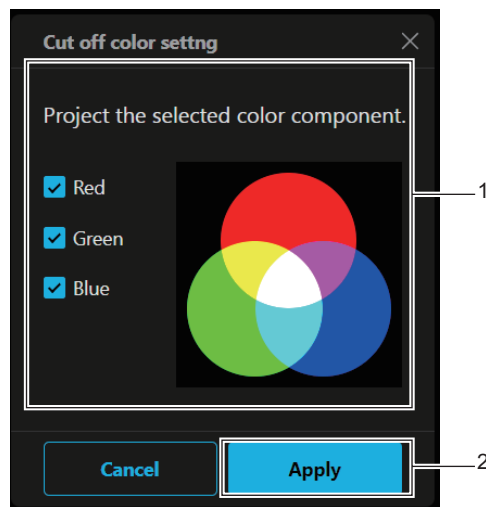 Cut off color settng
Project the selected color component.
1
Red
Green
Blue
Cancel
Apply
2